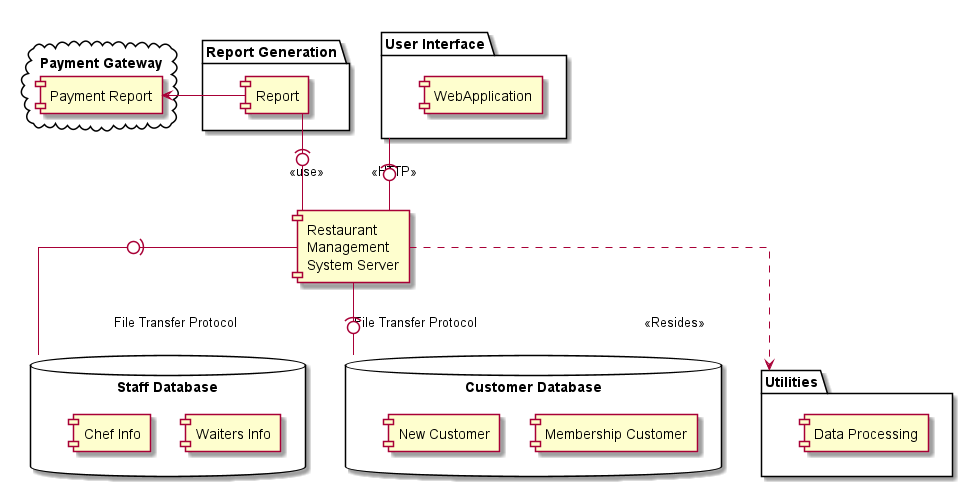 Payment Gateway
Payment Report
Report Generation
Report
User Interface
WebApplication
«use»
«HTTP»
Restaurant
Management
System Server
File Transfer Protocol
File Transfer Protocol
«Resides»
Staff Database
Chef Info
Waiters Info
Customer Database
New Customer
Membership Customer
Utilities
Data Processing